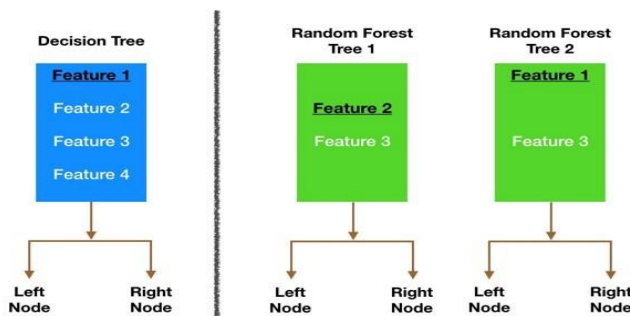 Decision Tree
Feature 1
Feature 2
Feature 3
Feature 4
Left
Node
Right
Node
Random Forest
Tree 1
Feature 2
Feature 3
Left
Node
Right
Node
Random Forest
Tree 2
Feature 1
Feature 3
Left
Node
Right
Node